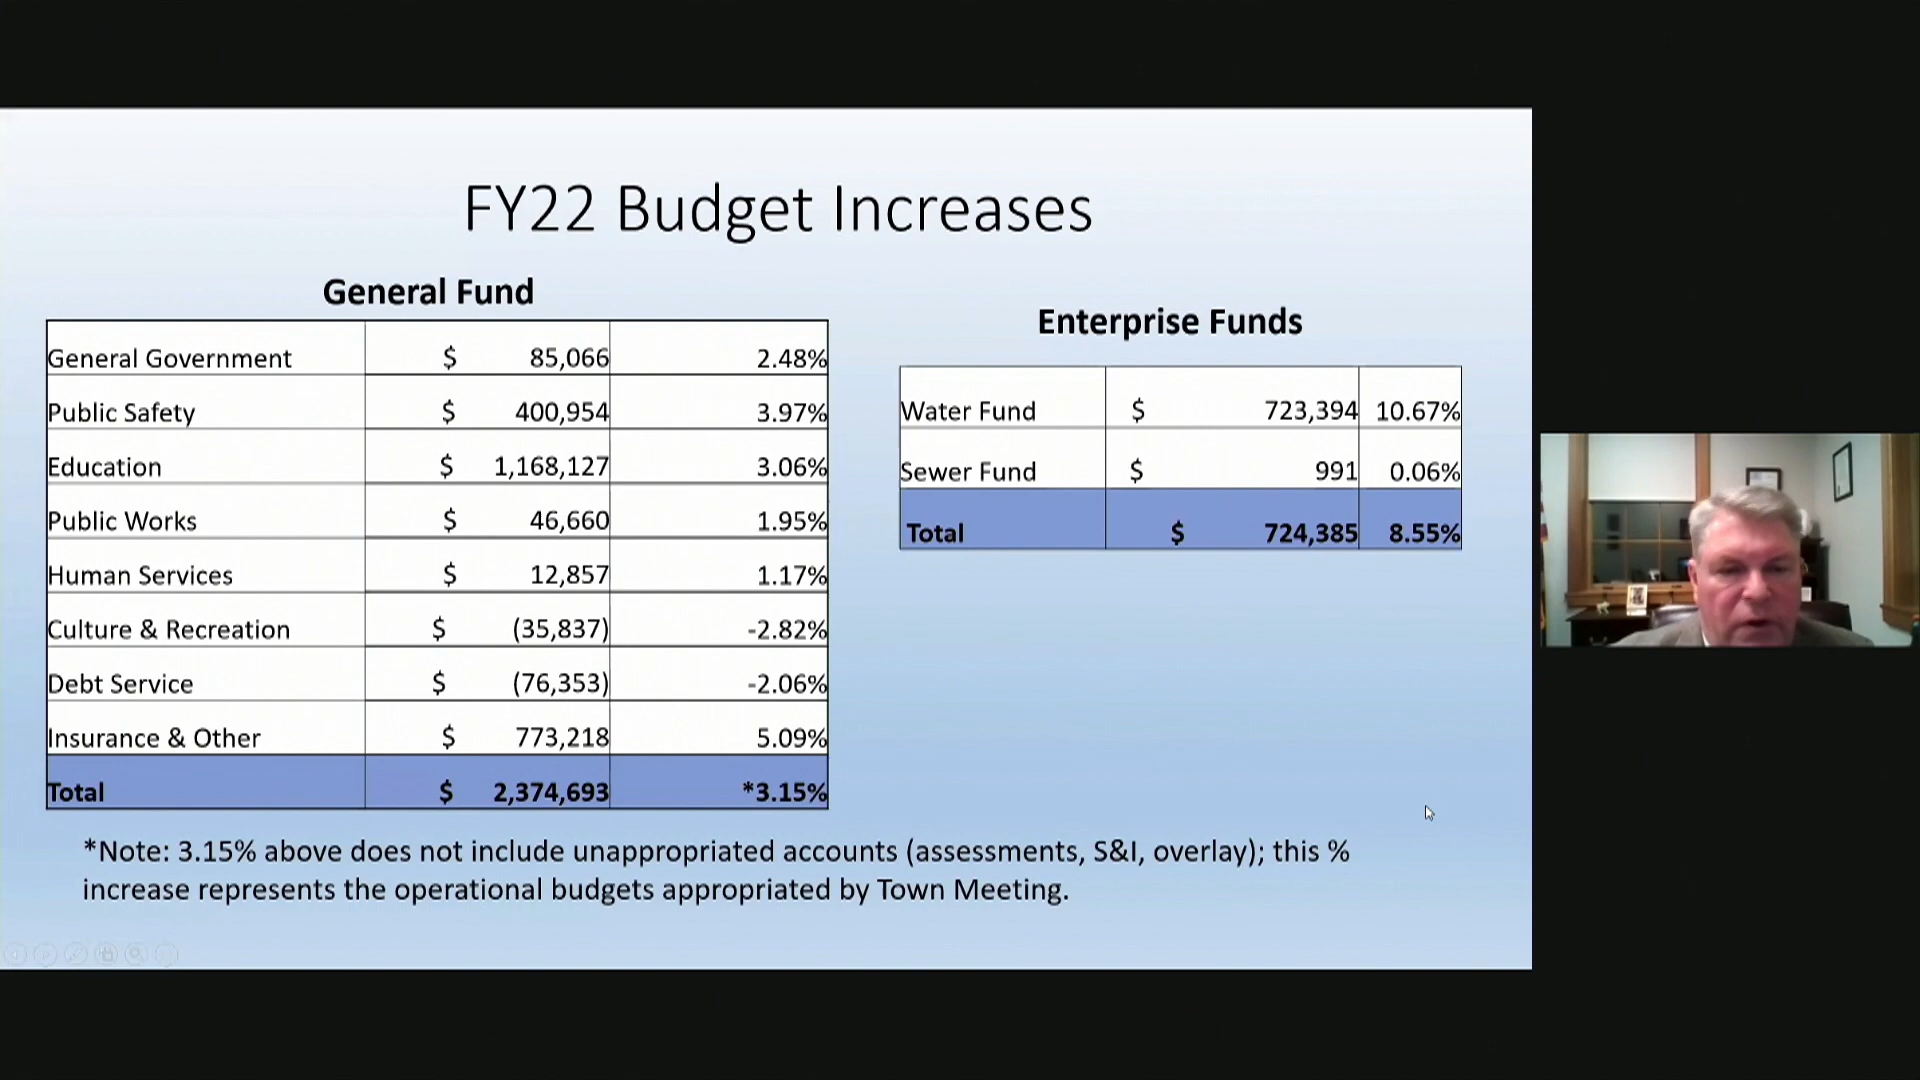 FY22 Budget Increases
General Fund
General Government $ 85,066 2.48%
Public Safety $ 400,954 3.97%
Education $ 1,168,127 3.06%
Public Works $ 46,660 1.95%
Human Services $ 12,857 1.17%
Culture & Recreation $ (35,837) -2.82%
Debt Service $ (76,353) -2.06%
Insurance & Other $ 773,218 5.09%
Total $ 2,374,693 *3.15%
Enterprise Funds
Water Fund $ 723,394 10.67%
Sewer Fund $ 991 0.06%
Total $ 724,385 8.55%
*Note: 3.15% above does not include unappropriated accounts (assessments, S&I, overlay); this %
increase represents the operational budgets appropriated by Town Meeting.